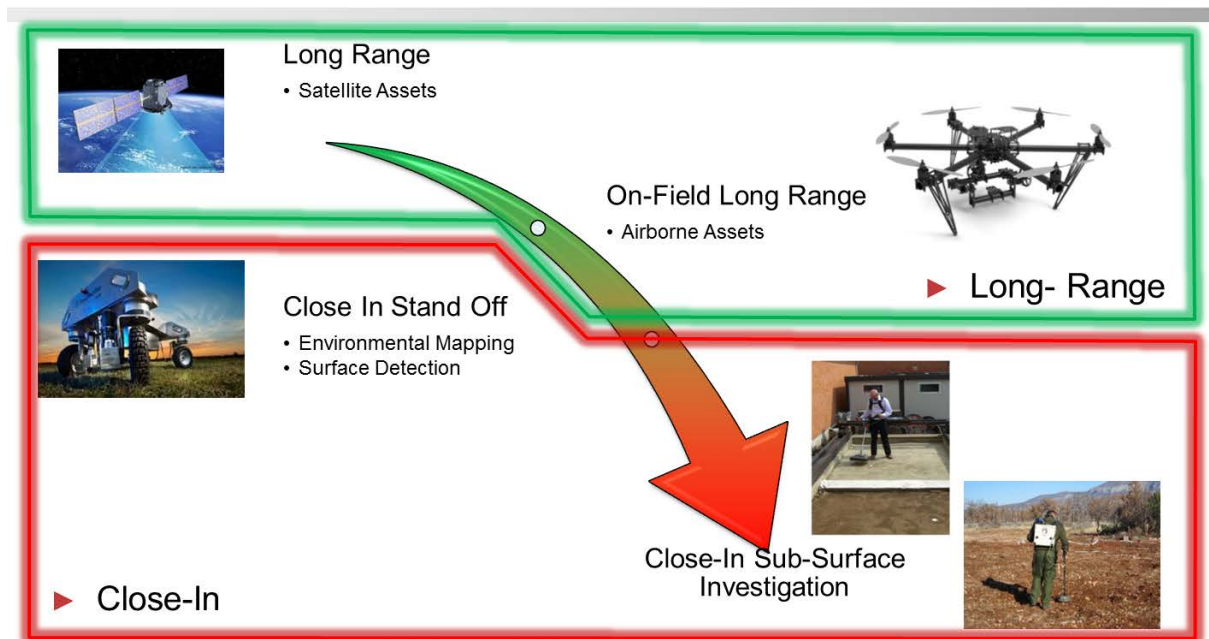 Long Range
• Satellite Assets
On-Field Long Range
• Airborne Assets
Long- Range
Close In Stand Off
• Environmental Mapping
• Surface Detection
Close-In Sub-Surface
Investigation
Close-In